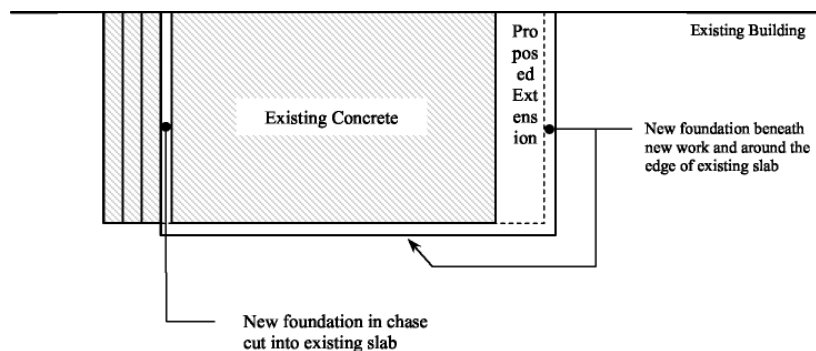 Pro
pos
ed
Ext
ens
ion
Existing Building
Existing Concrete
New foundation beneath
new work and around the
edge of existing slab
New foundation in chase
cut into existing slab